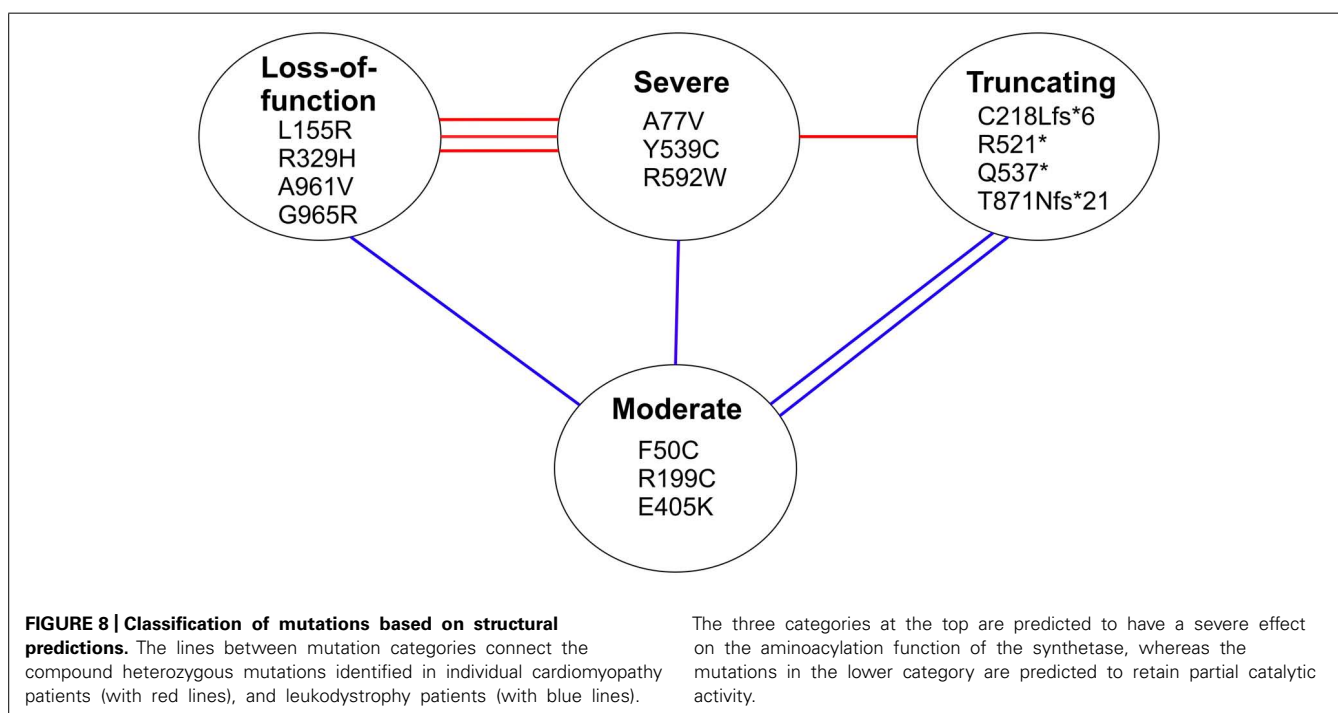 Loss-of-
function
L155R
R329H
A961V
G965R
Severe
A77V
Y539C
R592W
Truncating
C218Lfs*6
R521*
Q537*
T871Nfs*21
Moderate
F50C
R199C
E405K
FIGURE 8 | Classification of mutations based on structural
predictions. The lines between mutation categories connect the
compound heterozygous mutations identified in individual cardiomyopathy
patients (with red lines), and leukodystrophy patients (with blue lines).
The three categories at the top are predicted to have a severe effect
on the aminoacylation function of the synthetase, whereas the
mutations in the lower category are predicted to retain partial catalytic
activity.